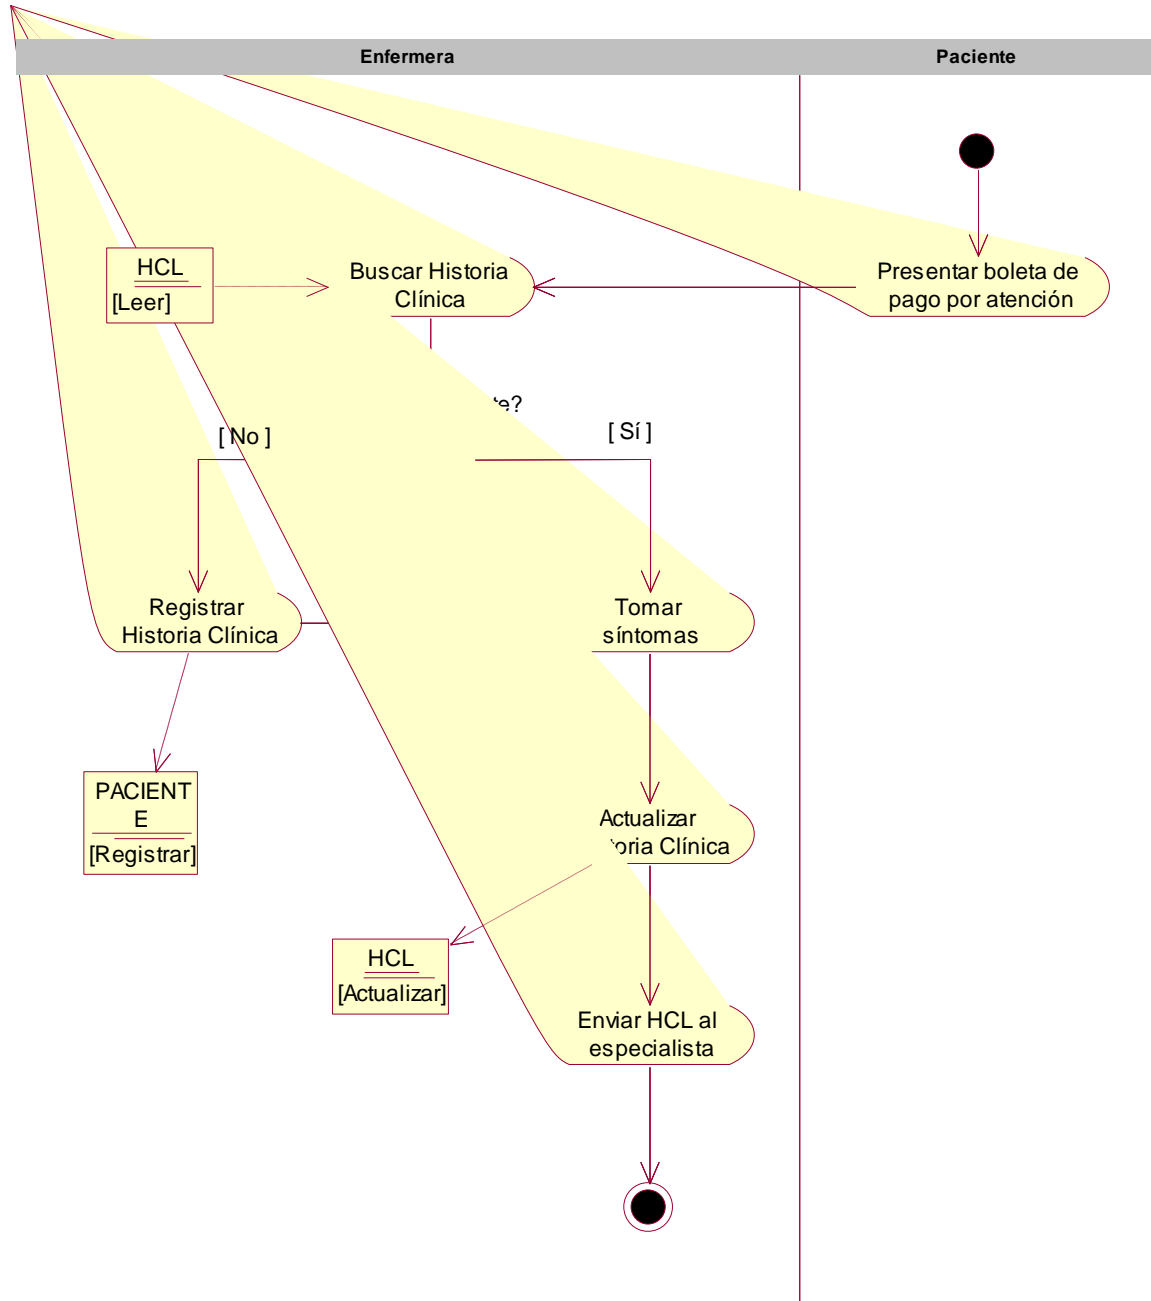 Enfermera
Paciente
HCL
[Leer]
Buscar Historia
Clínica
Presentar boleta de
pago por atención
[ No ]
[ Sí ]
Registrar
Historia Clínica
Tomar
síntomas
PACIENT
E
[Registrar]
Actualizar
Clínica
HCL
[Actualizar]
Enviar HCL al
especialista